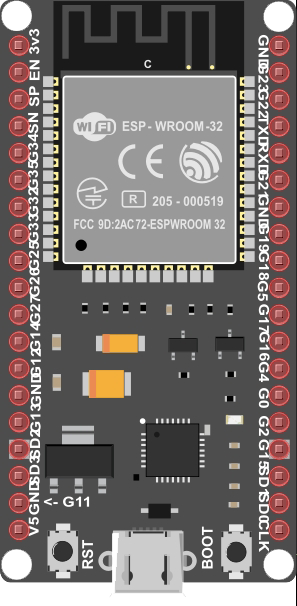 3v3
EN
SP
SN
G34
G35
G32
G33
G25
G26
G27
G14
G12
GND
G13
SD2
SD3
GND
V5
C
WiFi ESP - WROOM - 32
CE
R 205 - 000519
FCC 9D:2AC72-ESPWROOM 32
<- G11
RST
BOOT
GND
G23
G22
TXD
RXD
G21
GND
G19
G18
G5
G17
G16
G4
G0
G2
G15
SD1
SD0
CLK